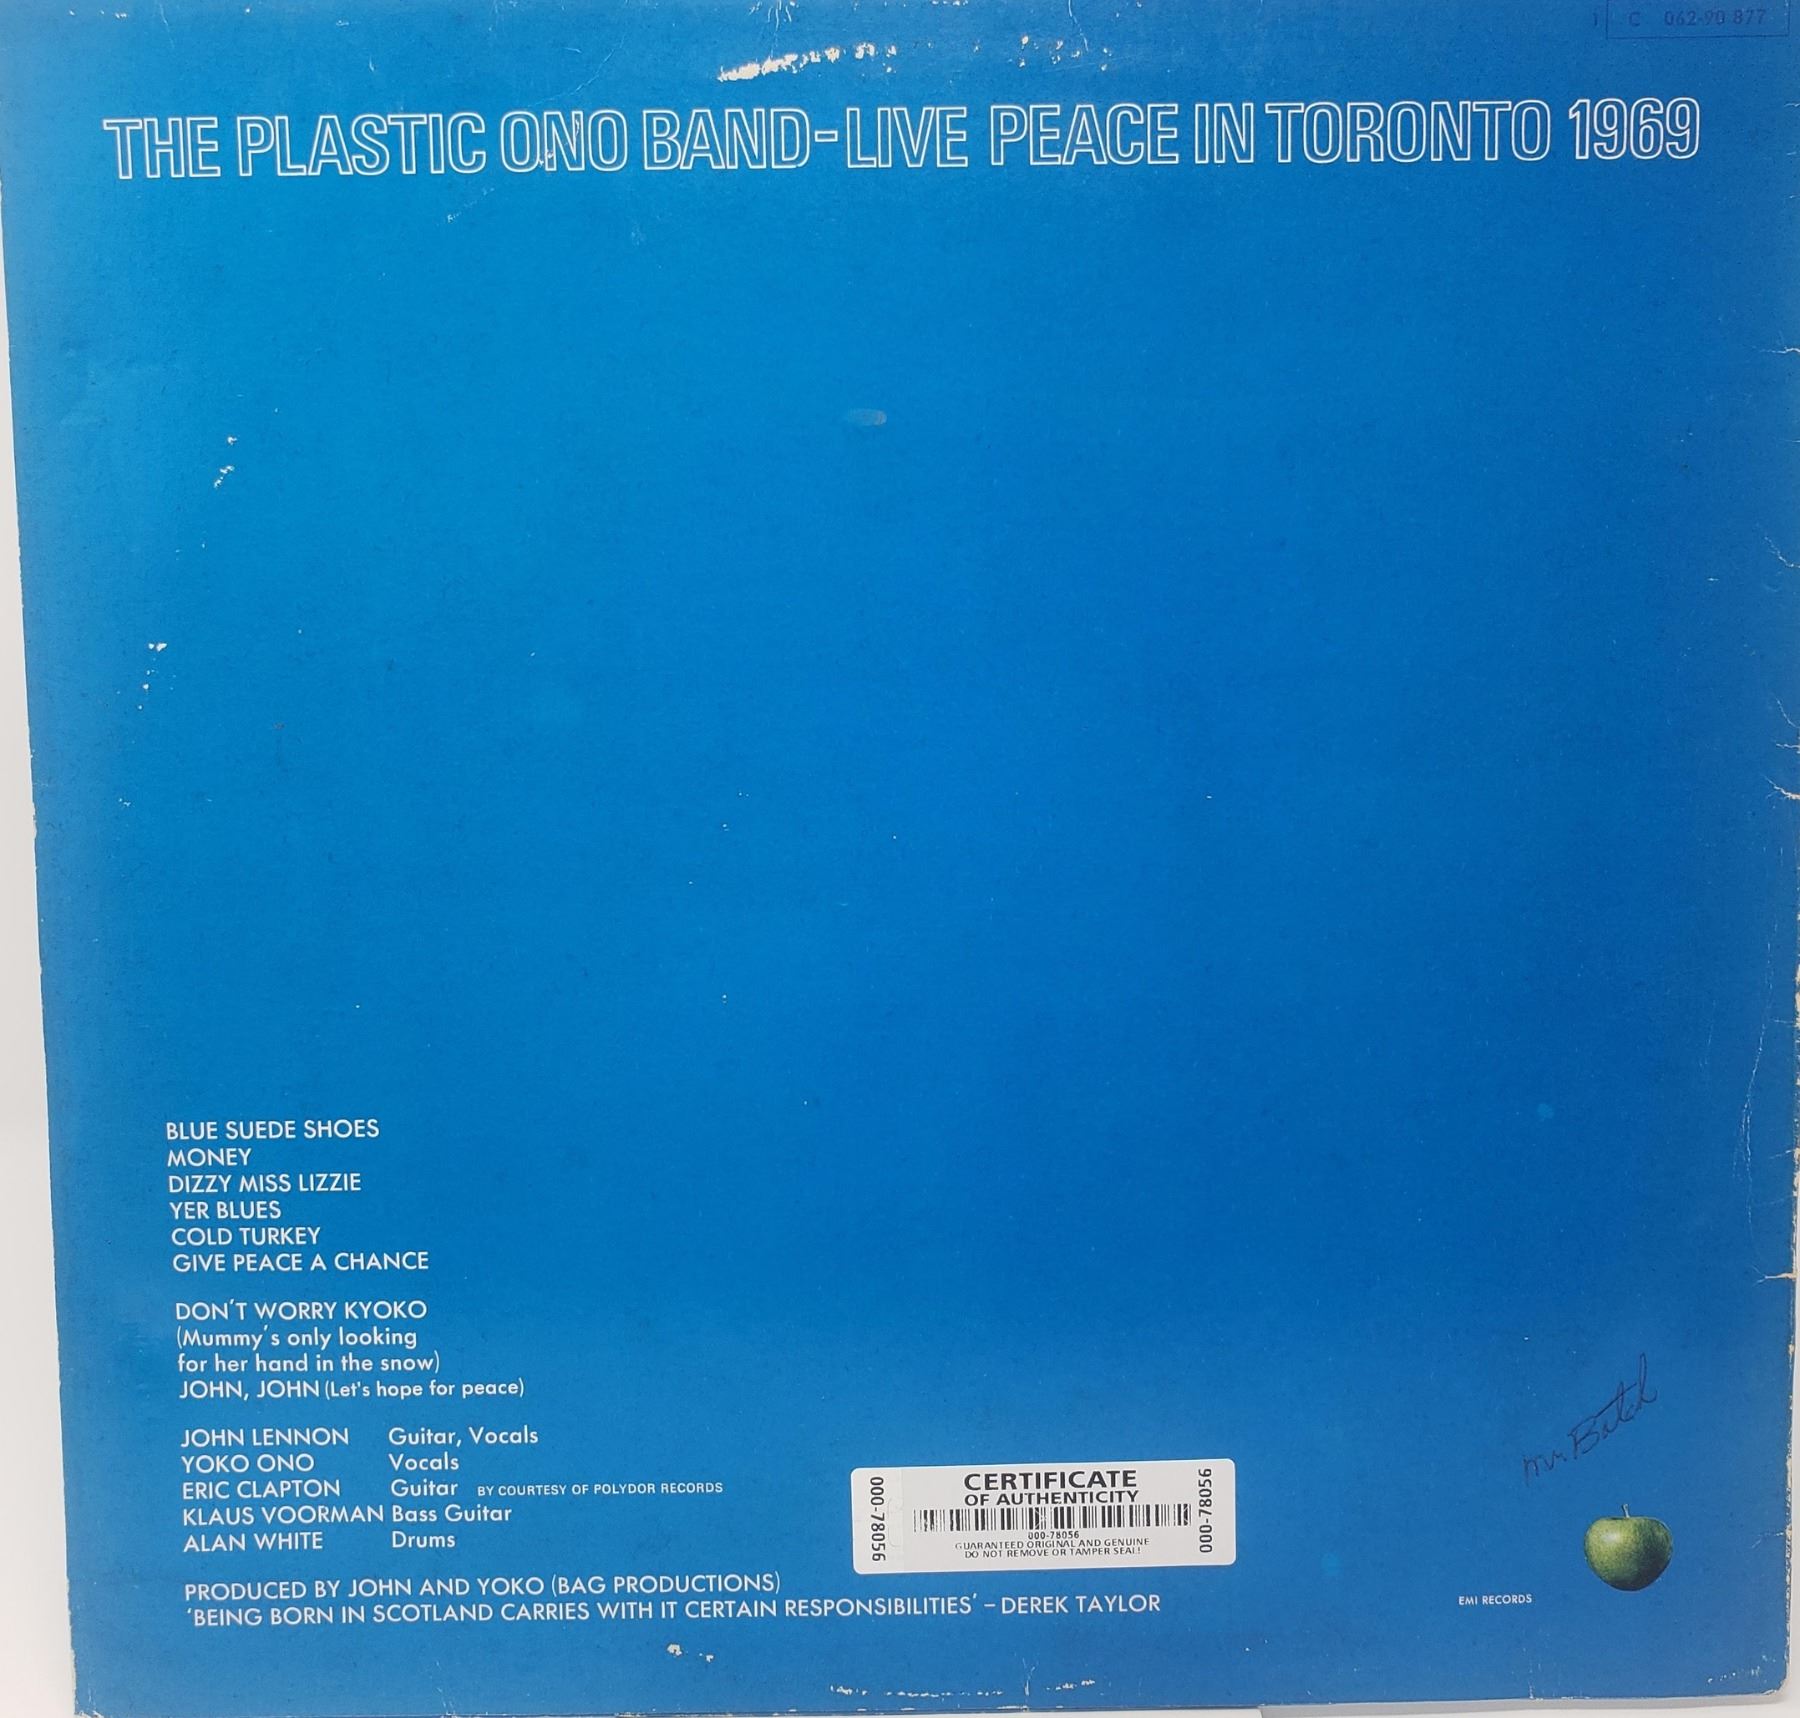 1 C 062-90 877
THE PLASTIC ONO BAND-LIVE PEACE IN TORONTO 1969
BLUE SUEDE SHOES
MONEY
DIZZY MISS LIZZIE
YER BLUES
COLD TURKEY
GIVE PEACE A CHANCE
DON'T WORRY KYOKO
(Mummy's only looking
for her hand in the snow)
JOHN, JOHN (Let's hope for peace)
JOHN LENNON Guitar, Vocals
YOKO ONO Vocals
ERIC CLAPTON Guitar BY COURTESY OF POLYDOR RECORDS
KLAUS VOORMAN Bass Guitar
ALAN WHITE Drums
PRODUCED BY JOHN AND YOKO (BAG PRODUCTIONS)
'BEING BORN IN SCOTLAND CARRIES WITH IT CERTAIN RESPONSIBILITIES' – DEREK TAYLOR
000-78056
CERTIFICATE
OF AUTHENTICITY
000-78056
GUARANTEED ORIGINAL AND GENUINE
DO NOT REMOVE OR TAMPER SEAL!
000-78056
EMI RECORDS